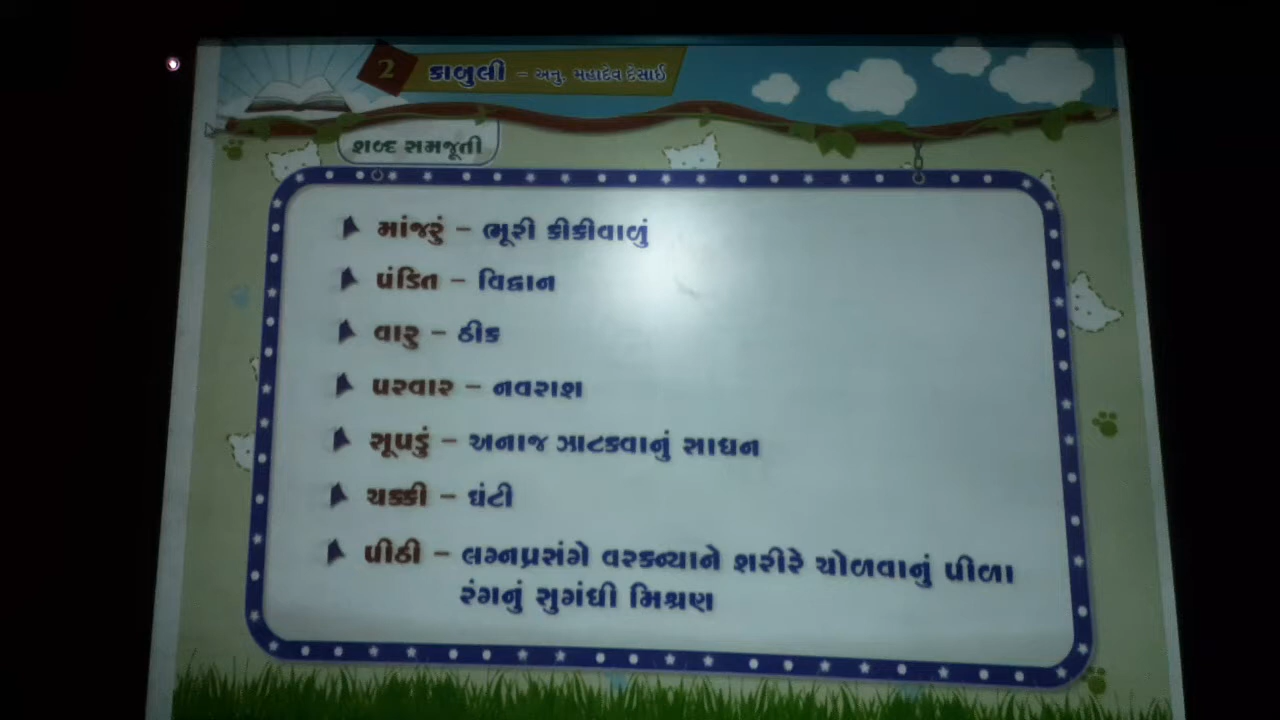 2 કાબુલી – અનુ. મહાદેવ દેસાઈ
શબ્દ સમજૂતી
માંજરું – ભૂરી કીકીવાળું
પંડિત – વિદ્વાન
વારુ – ઠીક
પરવાર – નવરાશ
સૂપડું – અનાજ ઝાટકવાનું સાધન
ચક્કી – ઘંટી
પીઠી – લગ્નપ્રસંગે વરકન્યાને શરીરે ચોળવાનું પીળા
રંગનું સુગંધી મિશ્રણ